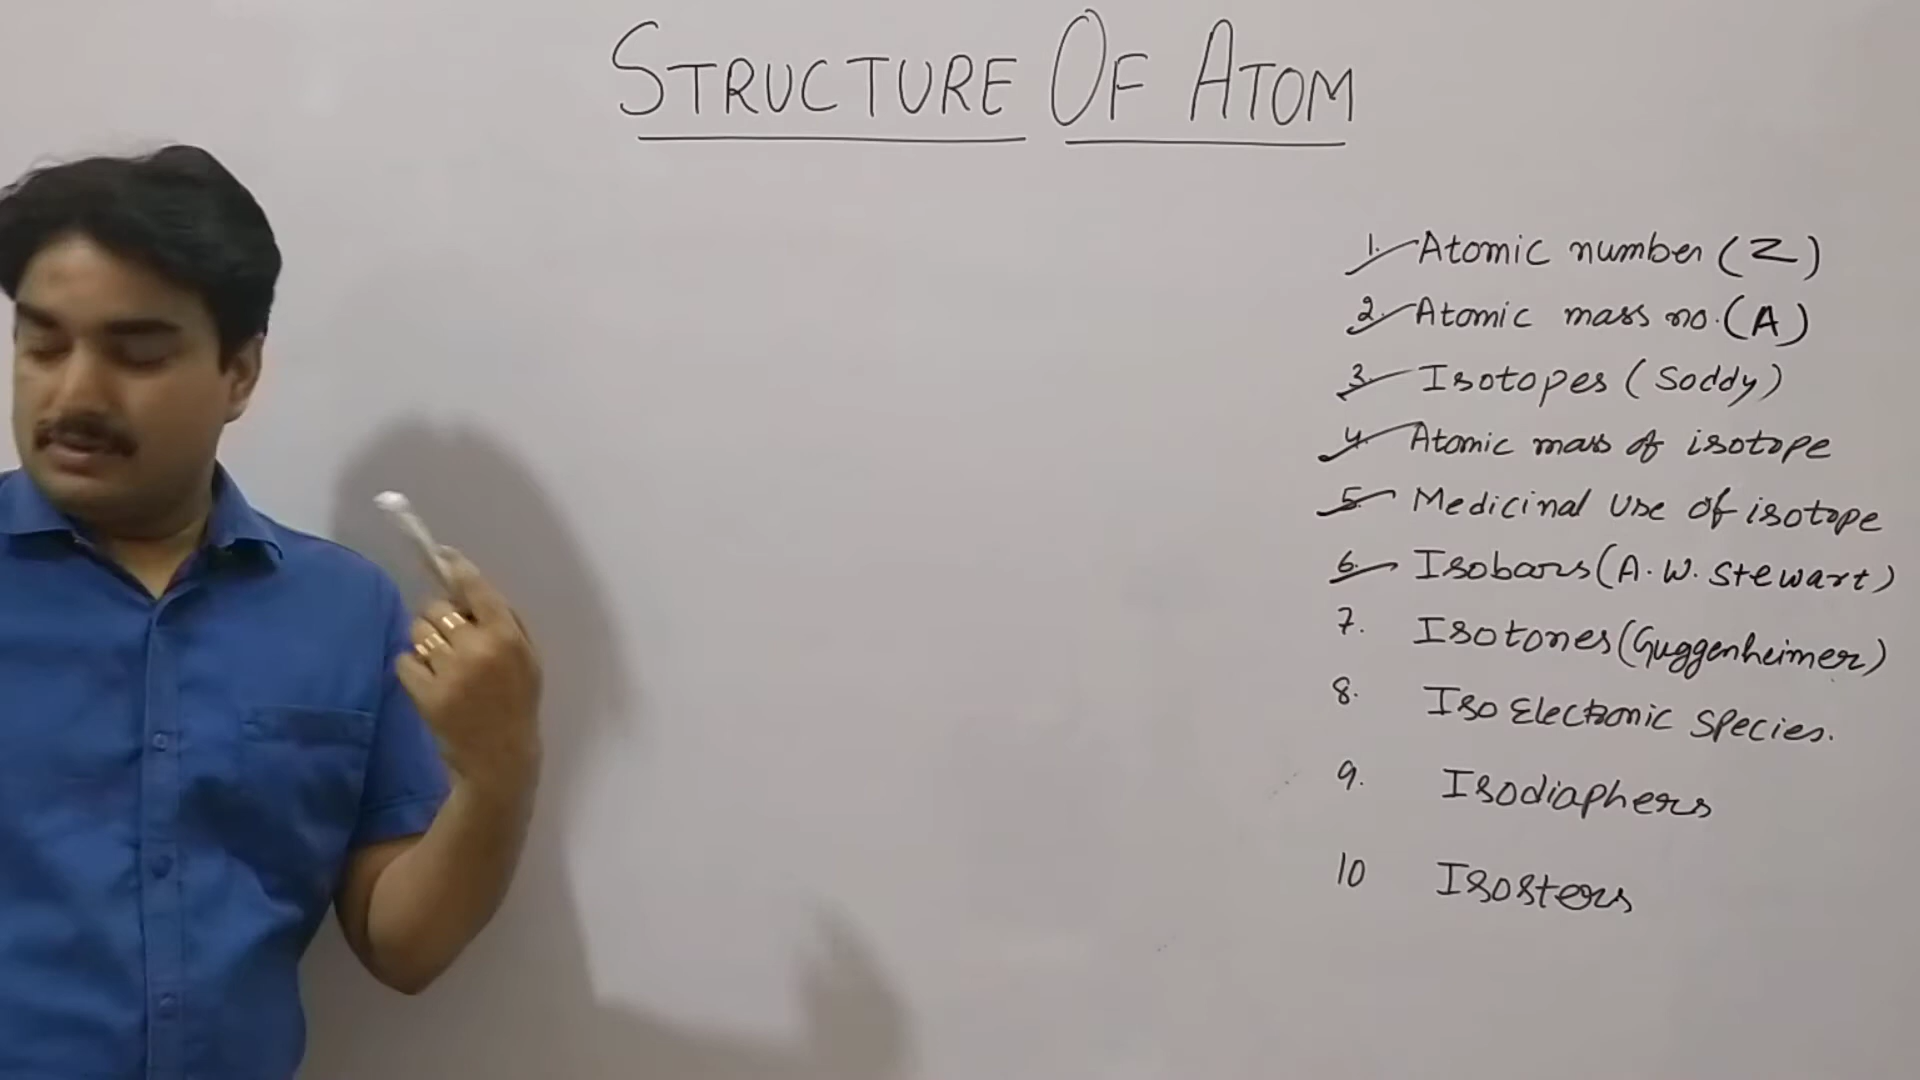 STRUCTURE OF ATOM
1. Atomic number (Z)
2. Atomic mass no. (A)
3. Isotopes (Soddy)
4. Atomic mass of isotope
5. Medicinal Use of isotope
6. Isobars (A. W. Stewart)
7. Isotones (Guggenheimer)
8. Iso Electronic Species.
9. Isodiaphers
10 Isosters